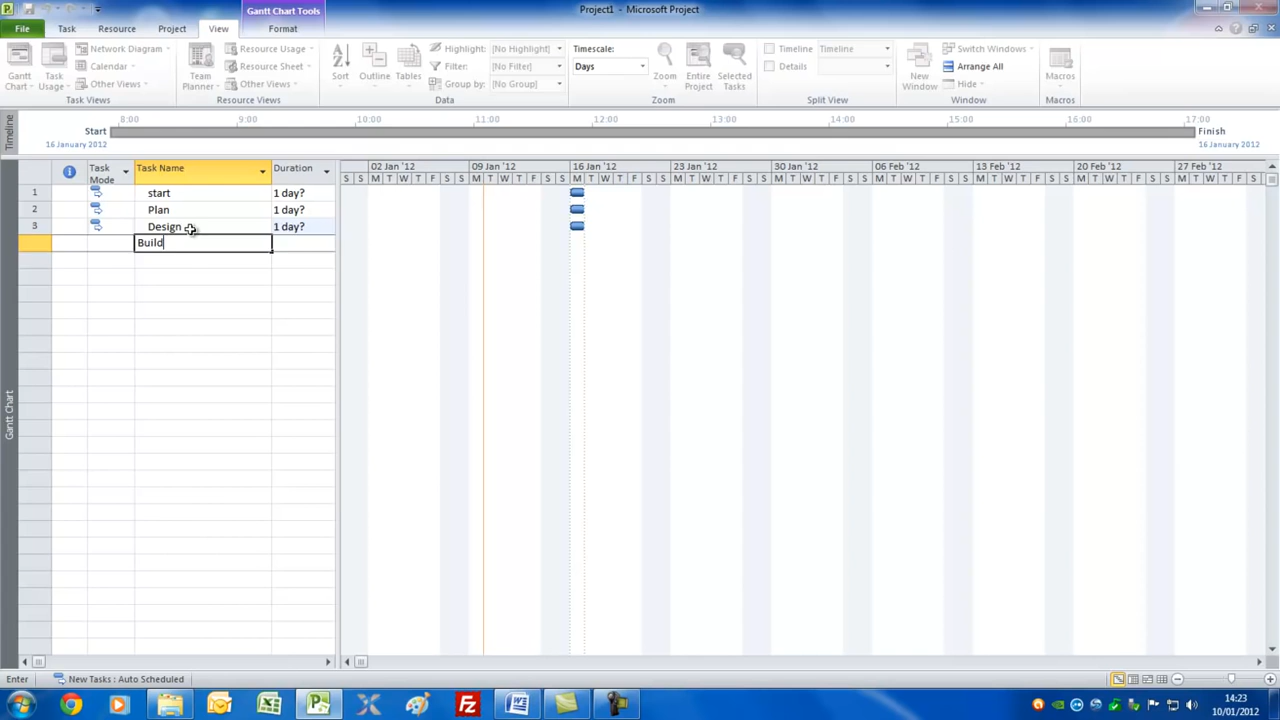 Gantt Chart Tools
Project1 - Microsoft Project
File Task Resource Project View Format
Gantt Chart
Task Usage
Network Diagram
Calendar
Other Views
Task Views
Team Planner
Resource Usage
Resource Sheet
Other Views
Resource Views
Sort
Outline
Tables
Highlight: [No Highlight]
Filter: [No Filter]
Group by: [No Group]
Data
Timescale:
Days
Zoom
Entire Project
Selected Tasks
Zoom
Timeline Timeline
Details
Split View
New Window
Switch Windows
Arrange All
Hide
Window
Macros
Macros
Timeline
8:00 9:00 10:00 11:00 12:00 13:00 14:00 15:00 16:00 17:00
Start
16 January 2012
Finish
16 January 2012
Task Mode Task Name Duration
02 Jan '12 09 Jan '12 16 Jan '12 23 Jan '12 30 Jan '12 06 Feb '12 13 Feb '12 20 Feb '12 27 Feb '12
S S M T W T F S S M T W T F S S M T W T F S S M T W T F S S M T W T F S S M T W T F S S M T W T F S S M T W T F S S M T W T F S S
1 start 1 day?
2 Plan 1 day?
3 Design 1 day?
Build
Gantt Chart
Enter New Tasks : Auto Scheduled
14:23
10/01/2012